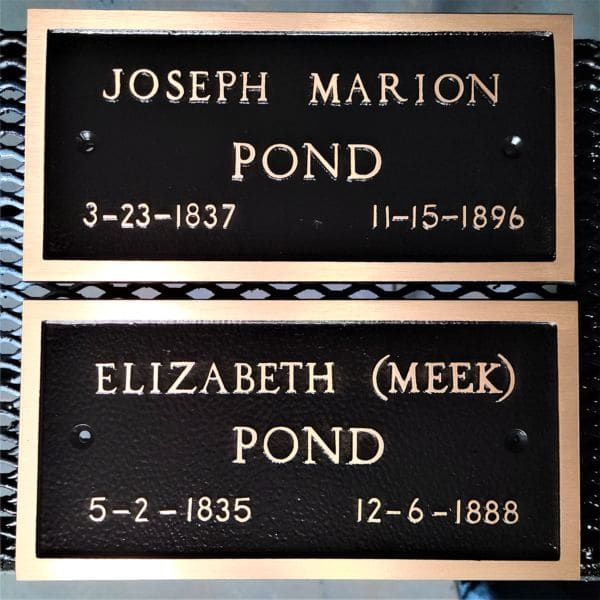 JOSEPH MARION
POND
3-23-1837 11-15-1896
ELIZABETH (MEEK)
POND
5-2-1835 12-6-1888